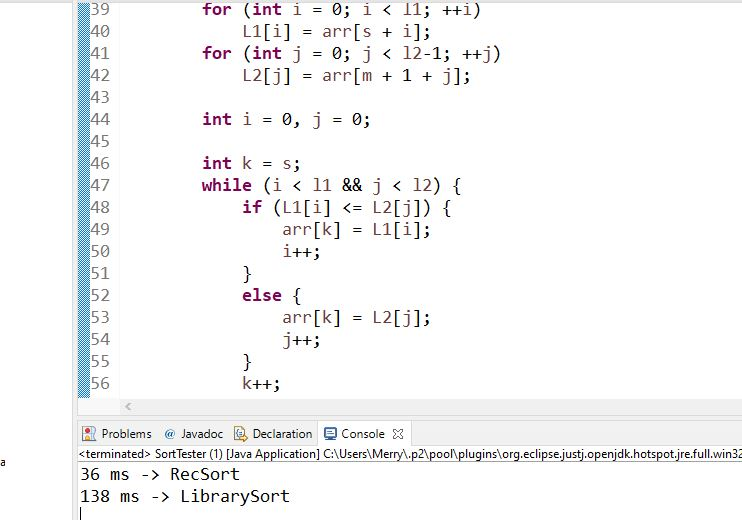 39 for (int i = 0; i < l1; ++i)
40 L1[i] = arr[s + i];
41 for (int j = 0; j < l2-1; ++j)
42 L2[j] = arr[m + 1 + j];
43
44 int i = 0, j = 0;
45
46 int k = s;
47 while (i < l1 && j < l2) {
48 if (L1[i] <= L2[j]) {
49 arr[k] = L1[i];
50 i++;
51 }
52 else {
53 arr[k] = L2[j];
54 j++;
55 }
56 k++;
Problems @ Javadoc Declaration Console
<terminated> SortTester (1) [Java Application] C:\Users\Merry\.p2\pool\plugins\org.eclipse.justj.openjdk.hotspot.jre.full.win32
a
36 ms -> RecSort
138 ms -> LibrarySort